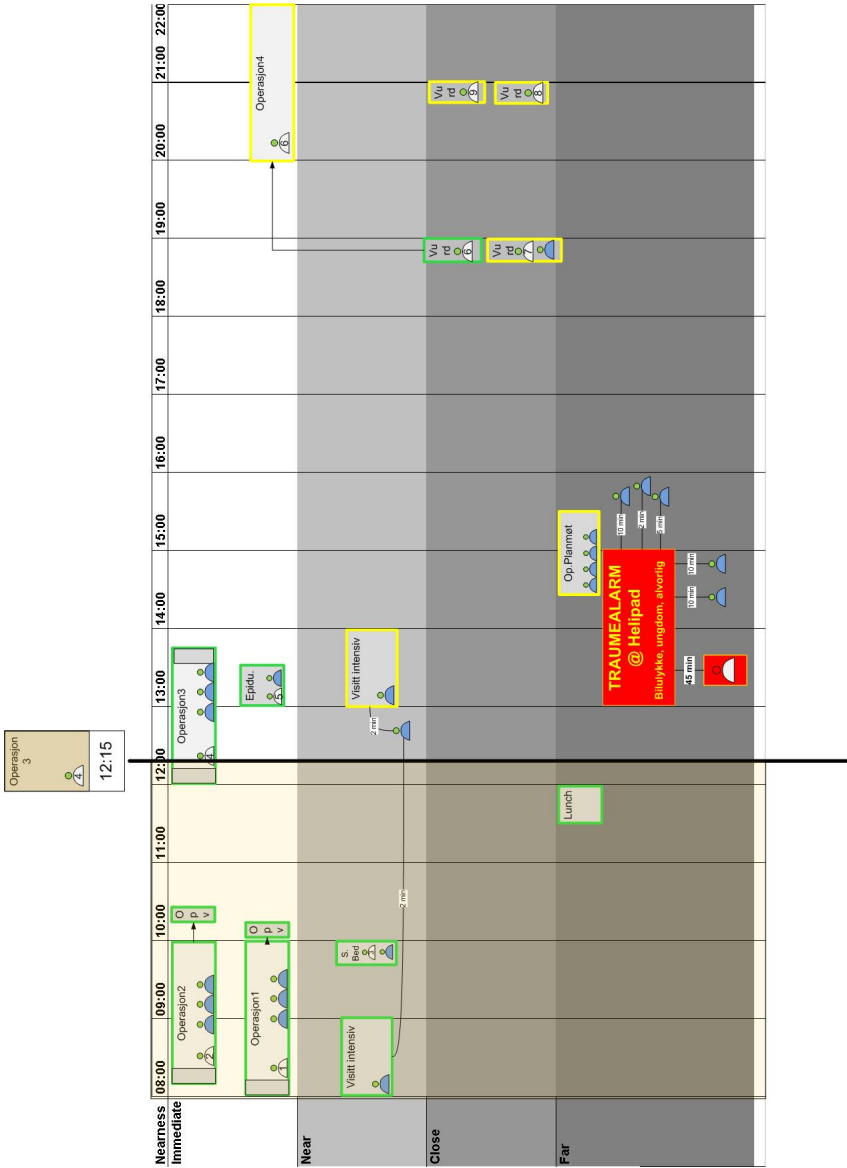 Operasjon
3
4
12:15
Nearness
08:00
09:00
10:00
11:00
12:00
13:00
14:00
15:00
16:00
17:00
18:00
19:00
20:00
21:00
22:00
Immediate
Operasjon2
2
O
p
v
Operasjon3
4
Operasjon1
1
O
p
v
Epidu.
5
Operasjon4
6
Near
Visitt intensiv
S.
Bed
3
2 min
2 min
Visitt intensiv
Close
Vu
rd
6
Vu
rd
7
Vu
rd
9
Vu
rd
8
Far
Lunch
Op.Planmøt
TRAUMEALARM
@ Helipad
Bilulykke, ungdom, alvorlig
10 min
2 min
5 min
45 min
10 min
10 min